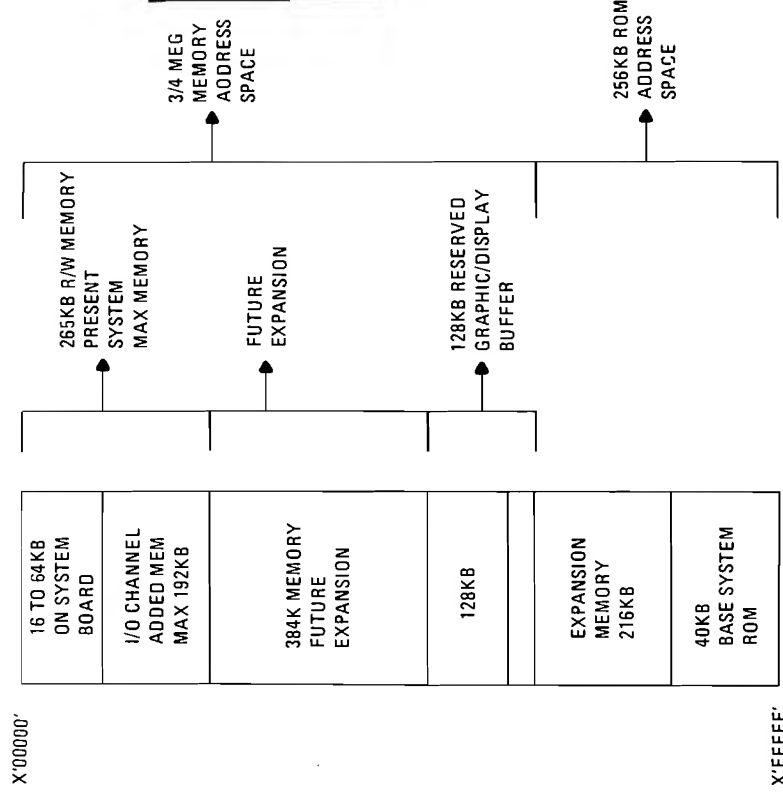 X'00000'
16 TO 64KB
ON SYSTEM
BOARD
I/O CHANNEL
ADDED MEM
MAX 192KB
384K MEMORY
FUTURE
EXPANSION
128KB
EXPANSION
MEMORY
216KB
40KB
BASE SYSTEM
ROM
X'FFFFF'
265KB R/W MEMORY
PRESENT
SYSTEM
MAX MEMORY
FUTURE
EXPANSION
128KB RESERVED
GRAPHIC/DISPLAY
BUFFER
3/4 MEG
MEMORY
ADDRESS
SPACE
256KB ROM
ADDRESS
SPACE